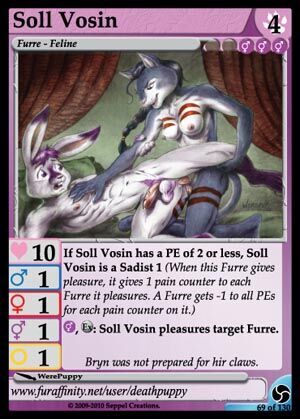 Soll Vosin
4
Furre - Feline
10
If Soll Vosin has a PE of 2 or less, Soll
Vosin is a Sadist 1 (When this Furre gives
pleasure, it gives 1 pain counter to each
Furre it pleasures. A Furre gets -1 to all PEs
for each pain counter on it.)
1
1
1
, Ex: Soll Vosin pleasures target Furre.
1
Bryn was not prepared for hir claws.
WerePuppy
www.furaffinity.net/user/deathpuppy
© 2009-2010 Seppel Creations.
69 of 130